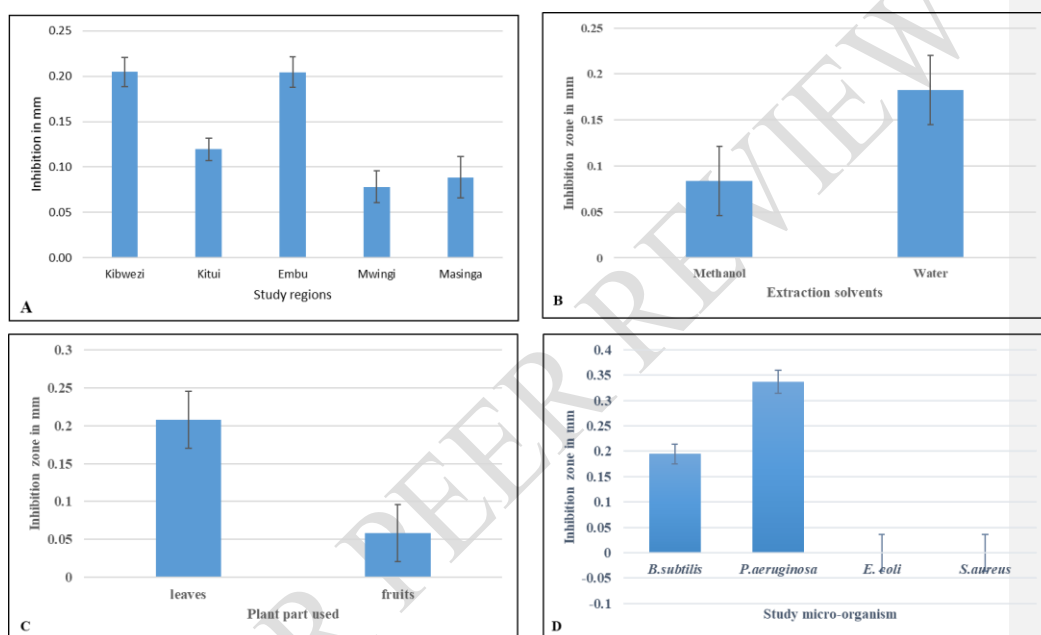 0.25
0.20
0.15
0.10
0.05
0.00
Inhibition in mm
Kibwezi Kitui Embu Mwingi Masinga
Study regions
A
0.25
0.2
0.15
0.1
0.05
0
Inhibition zone in mm
Methanol Water
Extraction solvents
B
0.3
0.25
0.2
0.15
0.1
0.05
0
Inhibition zone in mm
leaves fruits
Plant part used
C
0.4
0.35
0.3
0.25
0.2
0.15
0.1
0.05
0
-0.05
-0.1
Inhibition zone in mm
B.subtilis P.aeruginosa E. coli S.aureus
Study micro-organism
D
R PEER REVIEW